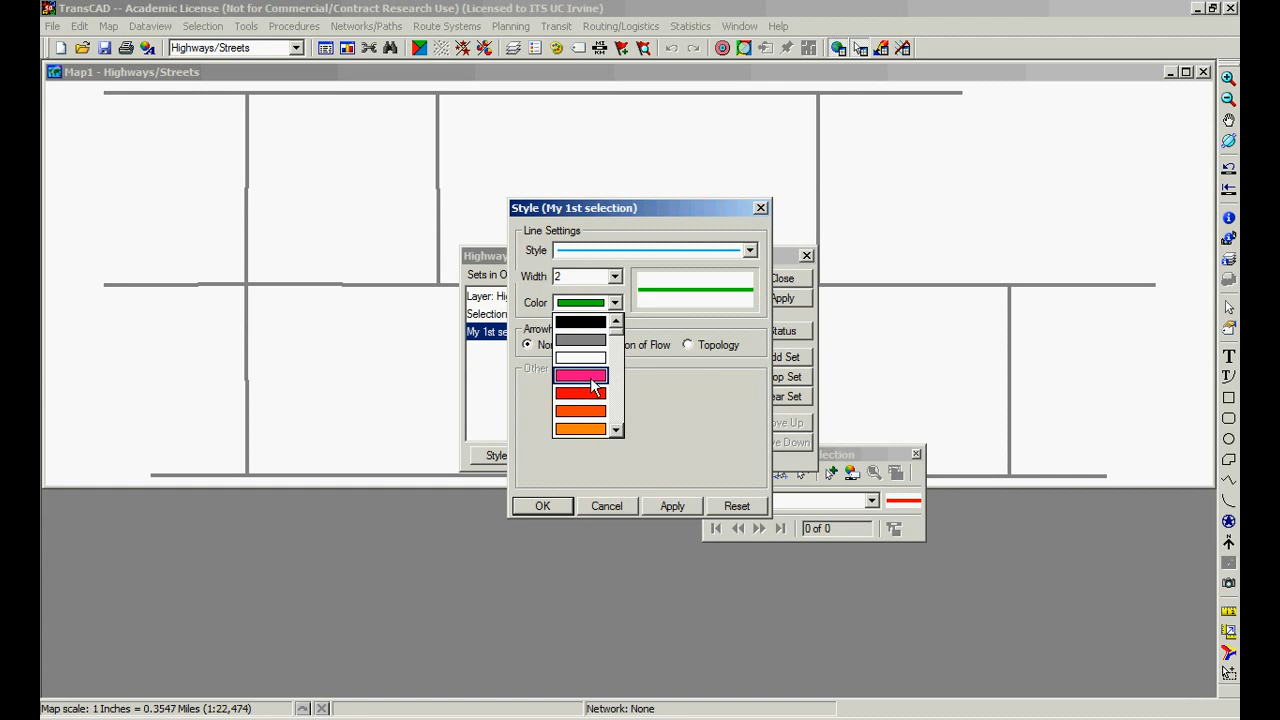 TransCAD -- Academic License (Not for Commercial/Contract Research Use) (Licensed to ITS UC Irvine)
File Edit Map Dataview Selection Tools Procedures Networks/Paths Route Systems Planning Transit Routing/Logistics Statistics Window Help
Highways/Streets
Map1 - Highways/Streets
Style (My 1st selection)
Line Settings
Style
Width 2
Color
Arrowh
No
on of Flow
Topology
Other
OK Cancel Apply Reset
Highway
Sets in O
Layer: Hi
Selection
My 1st se
Style
Close
Apply
Status
dd Set
op Set
ear Set
ove Up
ve Down
election
0 of 0
Map scale: 1 Inches = 0.3547 Miles (1:22,474)
Network: None